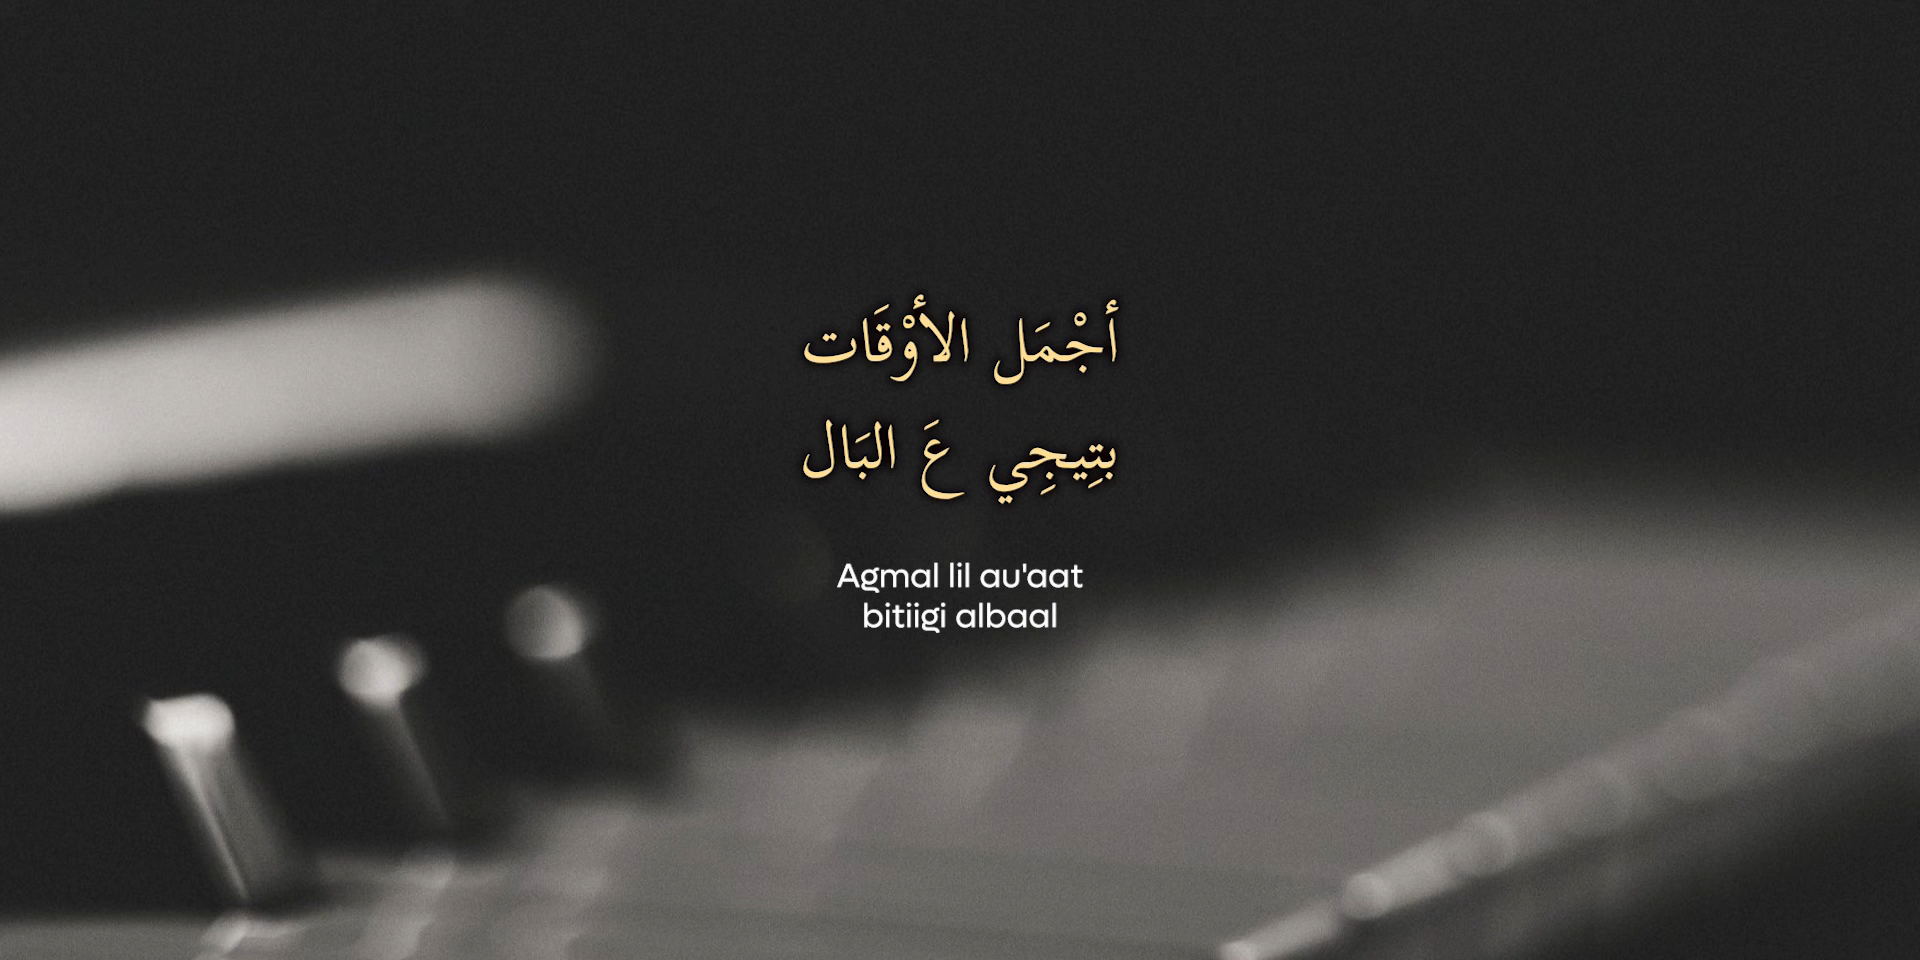 أجْمَل الأوْقَات
بتِيجِي عَ البَال
Agmal lil au'aat
bitiigi albaal